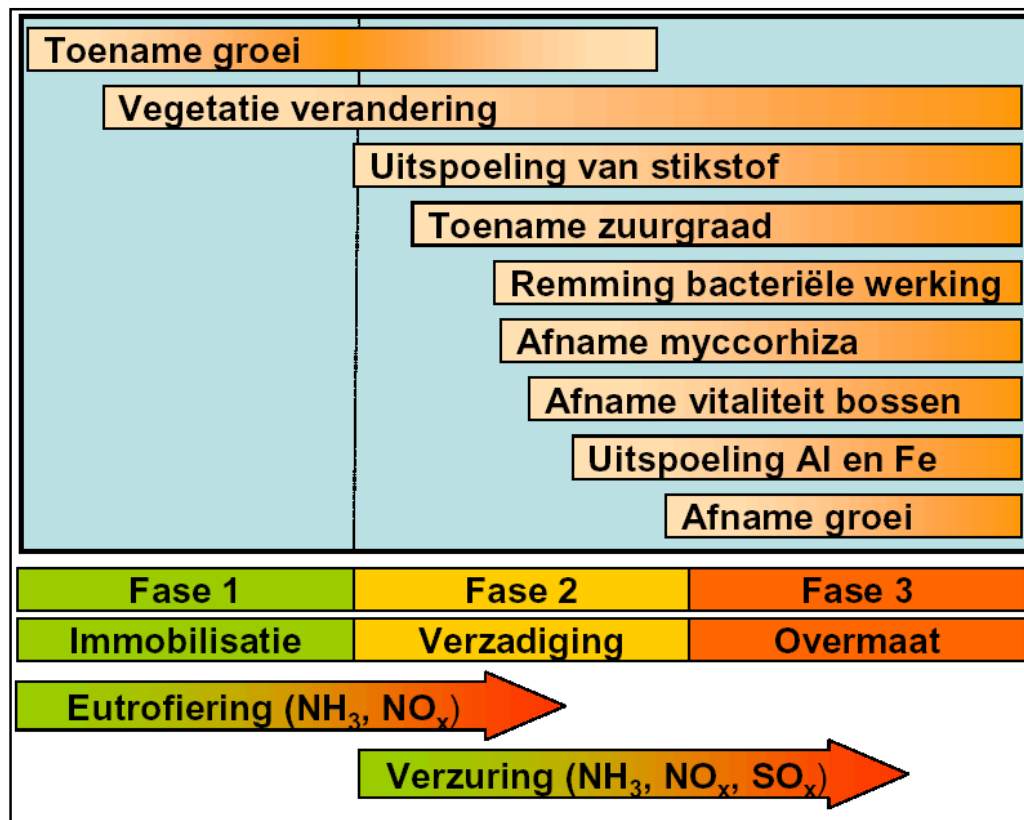 Toename groei
Vegetatie verandering
Uitspoeling van stikstof
Toename zuurgraad
Remming bacteriële werking
Afname myccorhiza
Afname vitaliteit bossen
Uitspoeling Al en Fe
Afname groei
Fase 1 Fase 2 Fase 3
Immobilisatie Verzadiging Overmaat
Eutrofiering (NH₃, NOₓ)
Verzuring (NH₃, NOₓ, SOₓ)